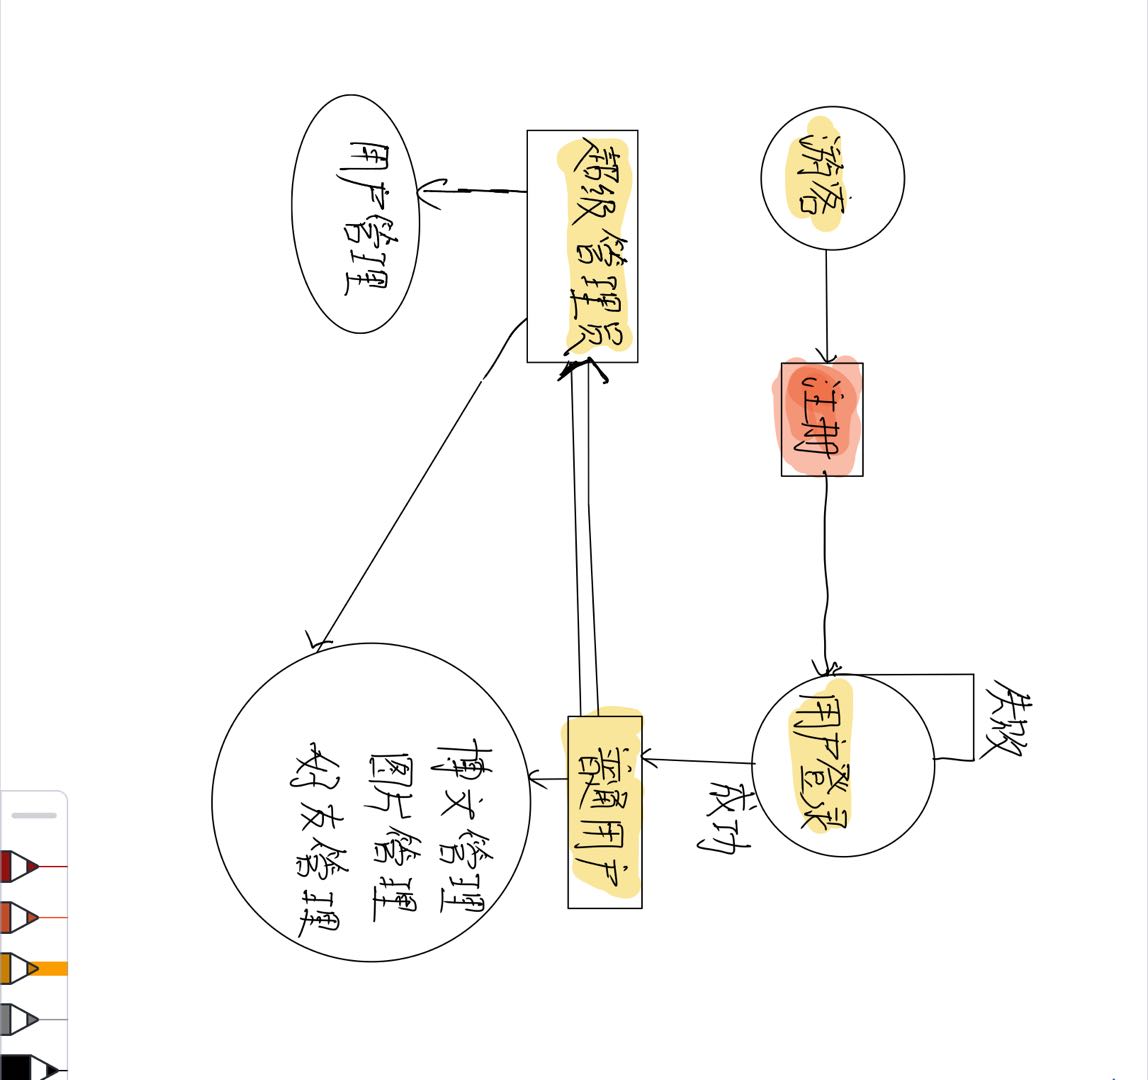 失败
游客
注册
用户登录
成功
超级管理员
普通用户
博文管理
图片管理
好友管理
用户管理